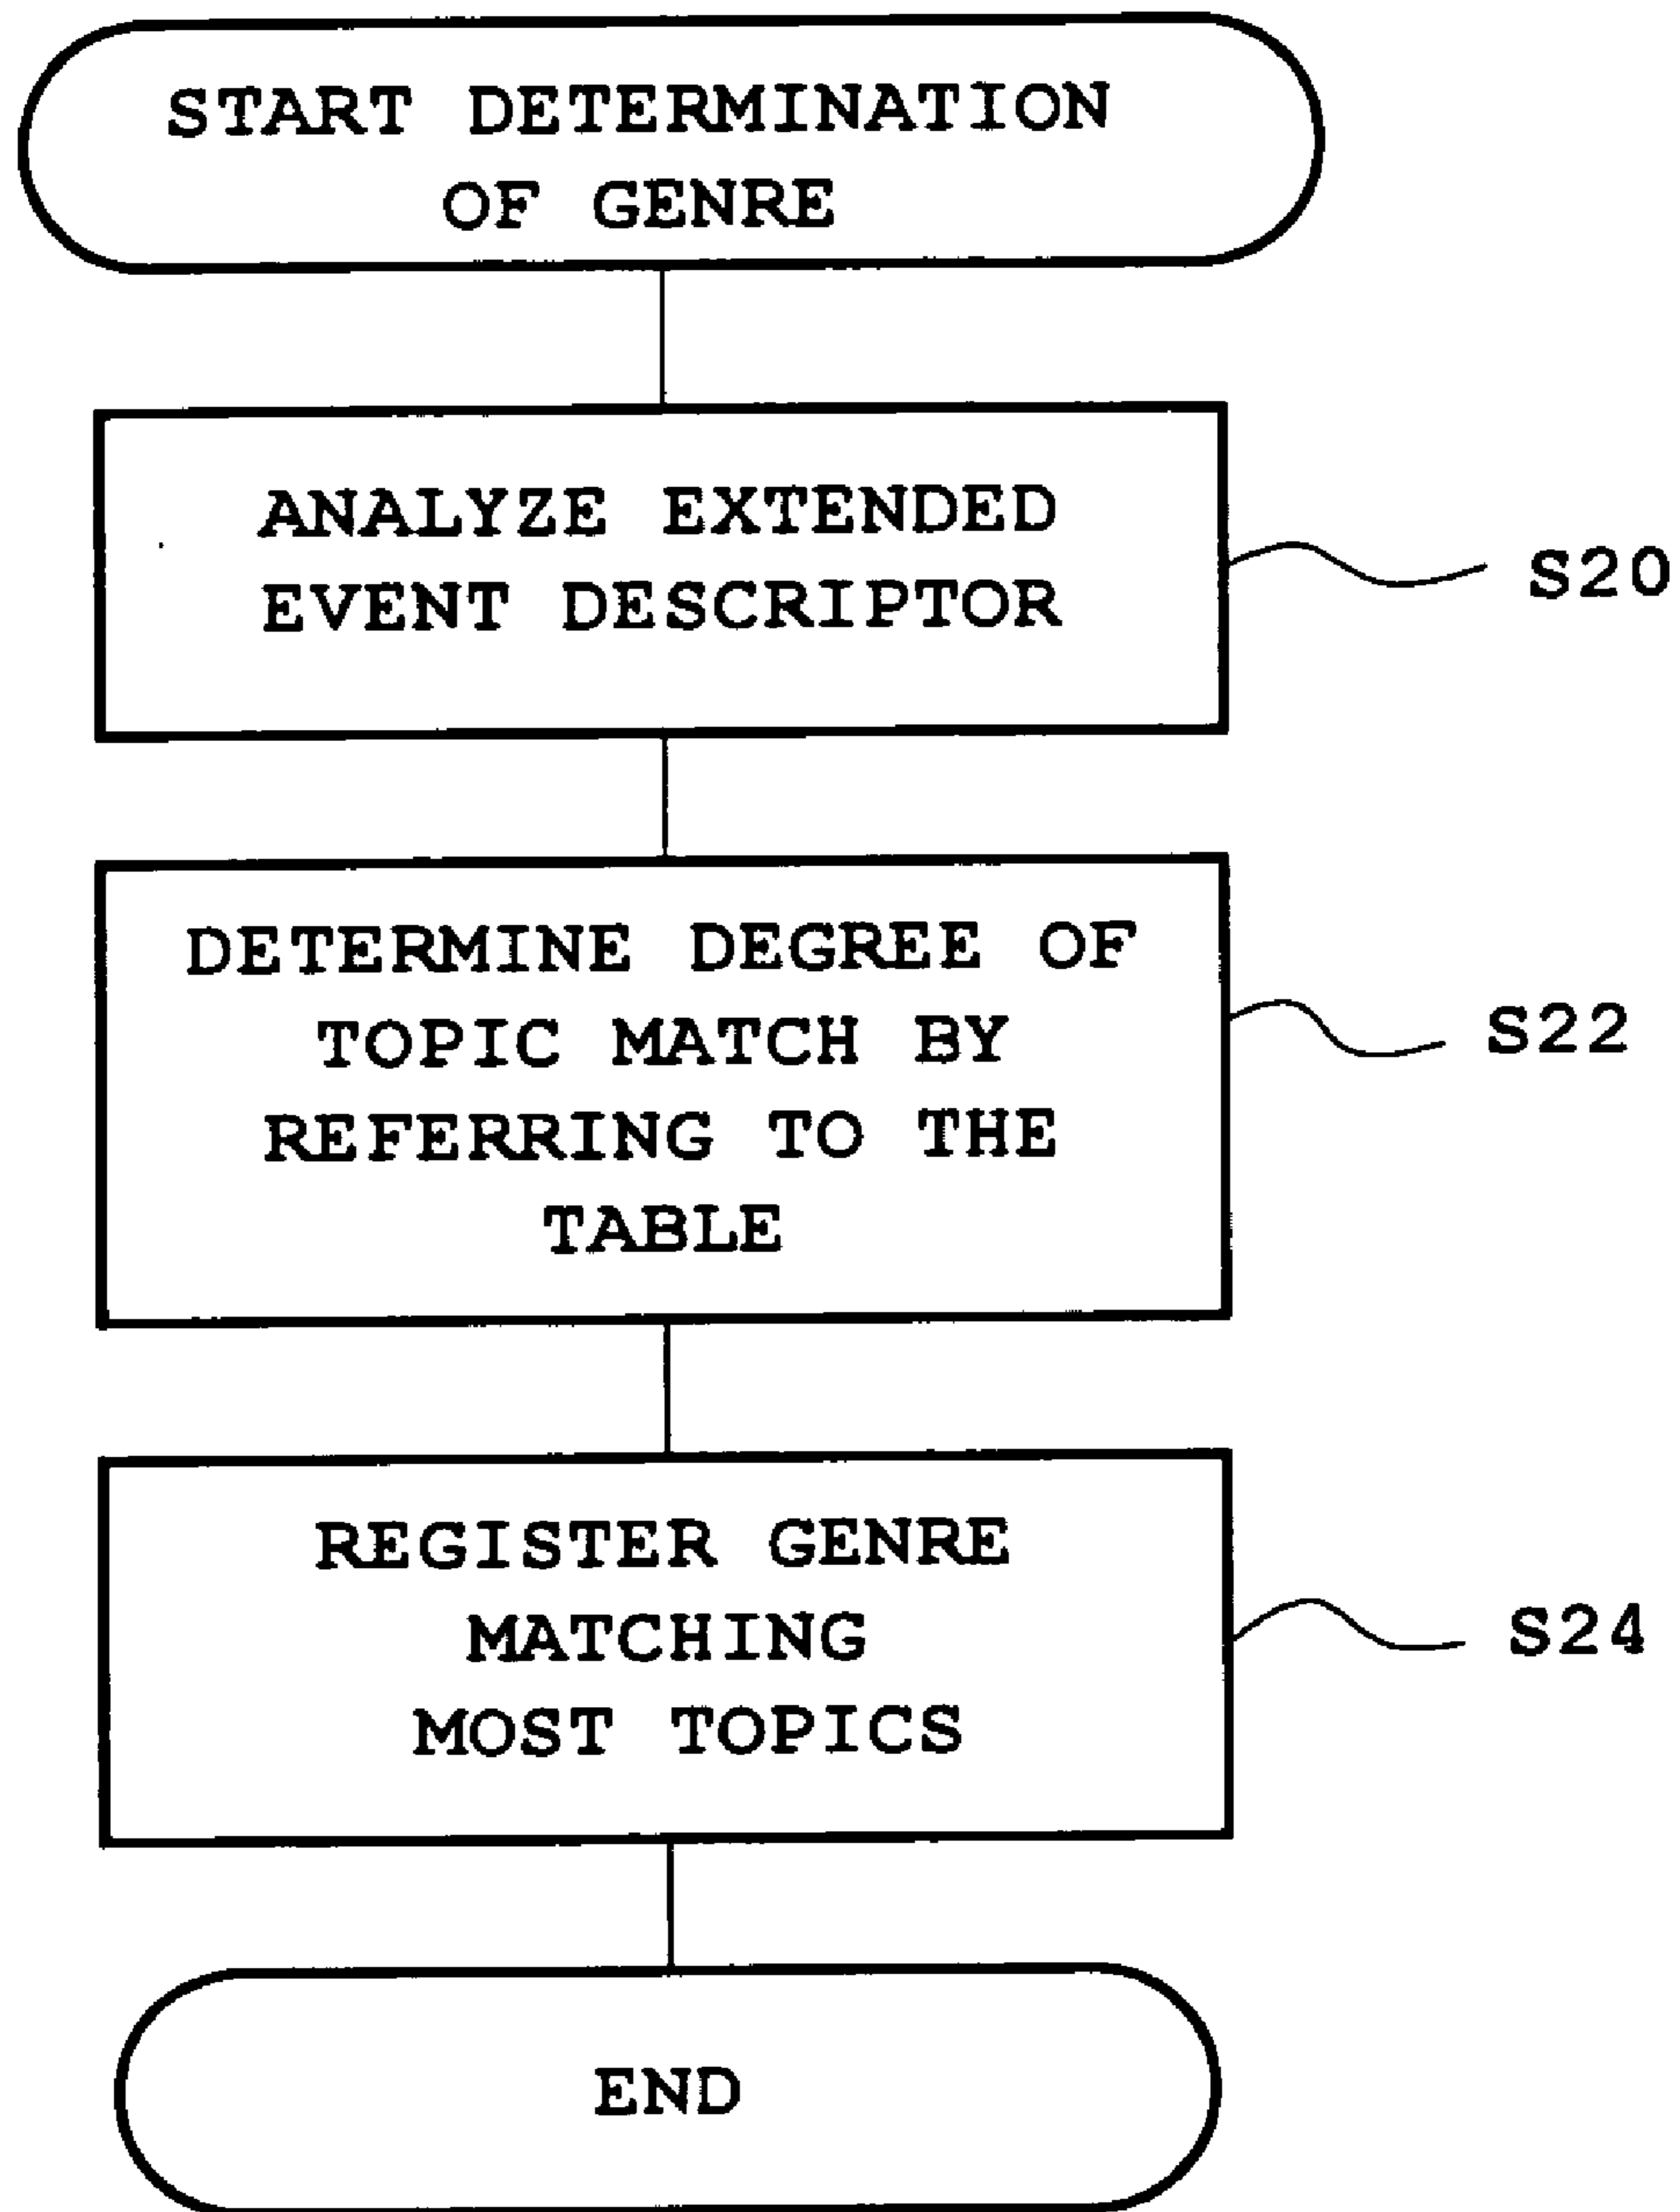 START DETERMINATION
OF GENRE
ANALYZE EXTENDED
EVENT DESCRIPTOR
S20
DETERMINE DEGREE OF
TOPIC MATCH BY
REFERRING TO THE
TABLE
S22
REGISTER GENRE
MATCHING
MOST TOPICS
S24
END